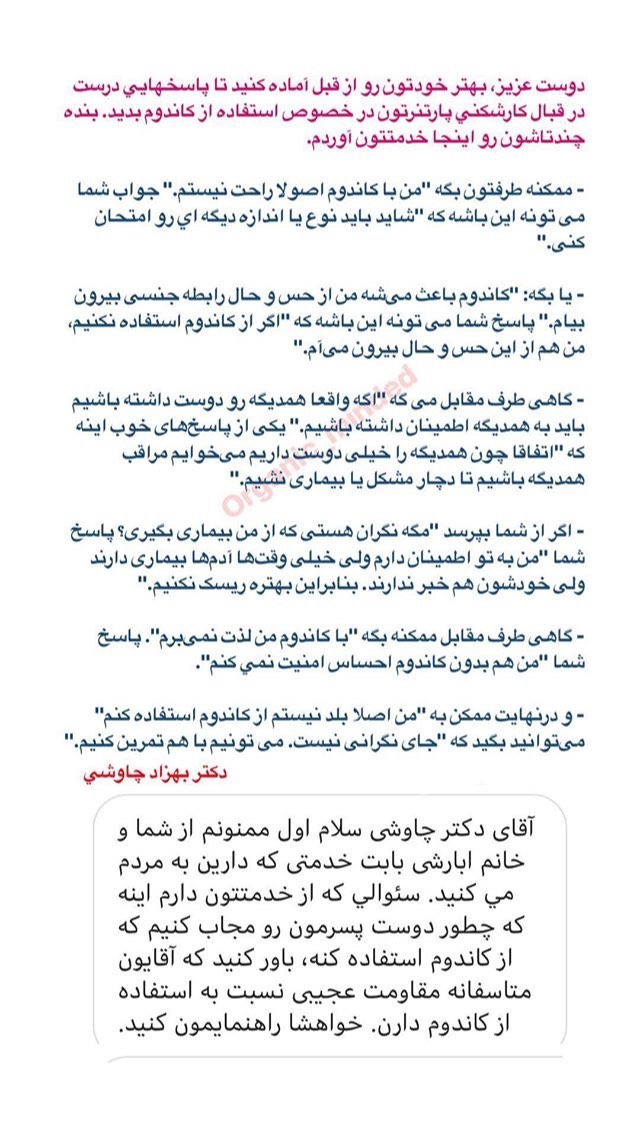 دوست عزیز، بهتر خودتون رو از قبل آماده کنید تا پاسخهايي درست
در قبال کارشکني پارتنرتون در خصوص استفاده از کاندوم بدید. بنده
چندتاشون رو اینجا خدمتتون آوردم.
- ممکنه طرفتون بگه "من با کاندوم اصولا راحت نیستم." جواب شما
می تونه این باشه که "شاید باید نوع یا اندازه دیگه ای رو امتحان
کنی."
- یا بگه: "کاندوم باعث می‌شه من از حس و حال رابطه جنسی بیرون
بیام." پاسخ شما می تونه این باشه که "اگر از کاندوم استفاده نکنیم،
من هم از این حس و حال بیرون می‌آم."
- گاهی طرف مقابل می گه "اگه واقعا همدیگه رو دوست داشته باشیم
باید به همدیگه اطمینان داشته باشیم." یکی از پاسخ‌های خوب اینه
که "اتفاقا چون همدیگه را خیلی دوست داریم می‌خوایم مراقب
همدیگه باشیم تا دچار مشکل یا بیماری نشیم."
- اگر از شما بپرسد "مگه نگران هستی که از من بیماری بگیری؟ پاسخ
شما "من به تو اطمینان دارم ولی خیلی وقت‌ها آدم‌ها بیماری دارند
ولی خودشون هم خبر ندارند. بنابراین بهتره ریسک نکنیم."
- گاهی طرف مقابل ممکنه بگه "با کاندوم من لذت نمی‌برم". پاسخ
شما "من هم بدون کاندوم احساس امنیت نمي کنم".
- و درنهایت ممکن به "من اصلا بلد نیستم از کاندوم استفاده کنم"
می‌توانید بگید که "جای نگرانی نیست. می تونیم با هم تمرین کنیم."
دکتر بهزاد چاوشي
Organic_minded
آقای دکتر چاوشی سلام اول ممنونم از شما و
خانم ابارشی بابت خدمتی که دارین به مردم
مي کنید. سئوالي که از خدمتتون دارم اینه
که چطور دوست پسرمون رو مجاب کنیم که
از کاندوم استفاده کنه، باور کنید که آقایون
متاسفانه مقاومت عجیبی نسبت به استفاده
از کاندوم دارن. خواهشا راهنمایمون کنید.